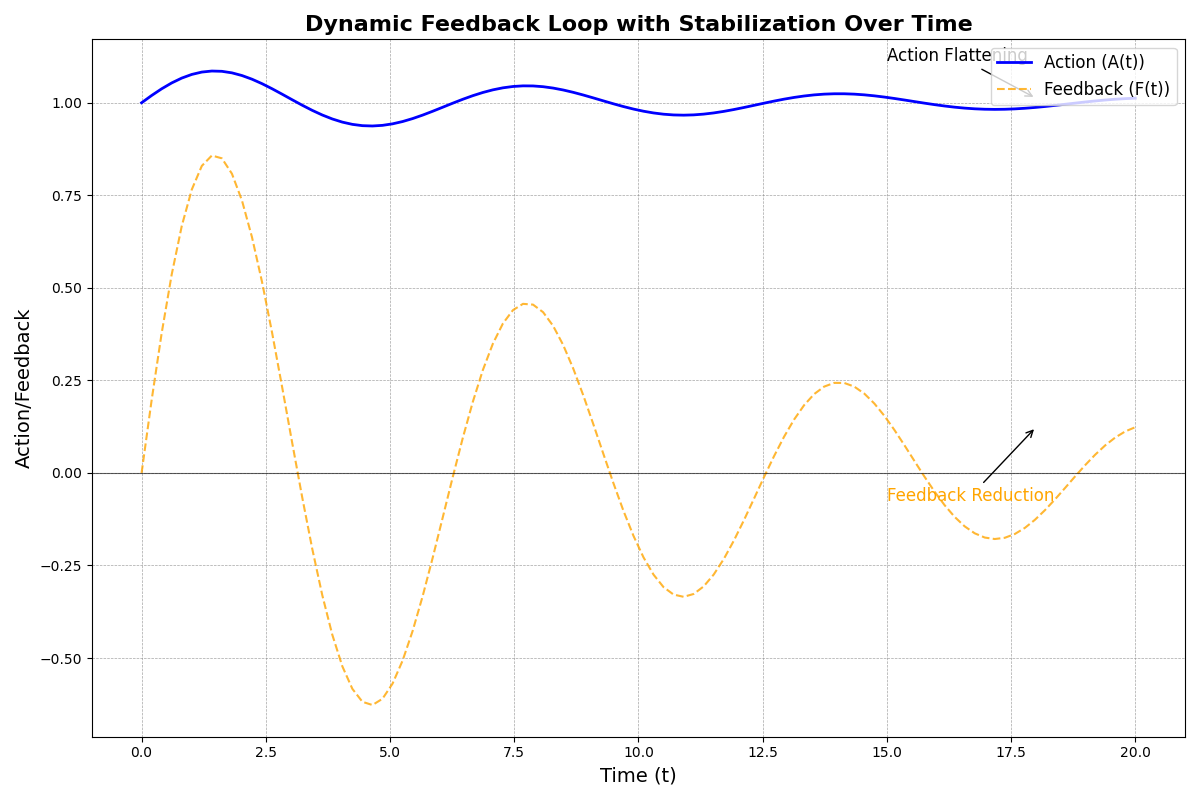 Dynamic Feedback Loop with Stabilization Over Time
Action Flattening
Action (A(t))
Feedback (F(t))
Action/Feedback
1.00
0.75
0.50
0.25
0.00
−0.25
−0.50
Feedback Reduction
0.0 2.5 5.0 7.5 10.0 12.5 15.0 17.5 20.0
Time (t)